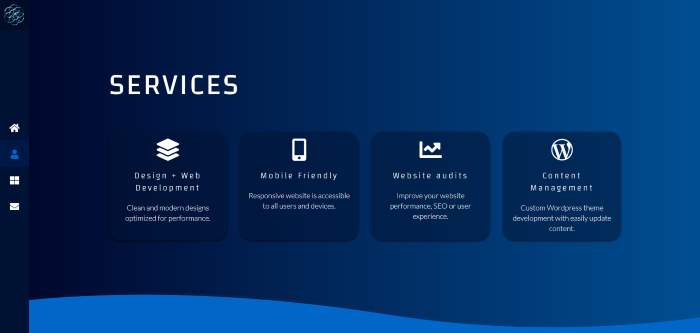 SERVICES
Design + Web
Development
Clean and modern designs
optimized for performance.
Mobile Friendly
Responsive website is accessible
to all users and devices.
Website audits
Improve your website
performance, SEO or user
experience.
Content
Management
Custom Wordpress theme
development with easily update
content.